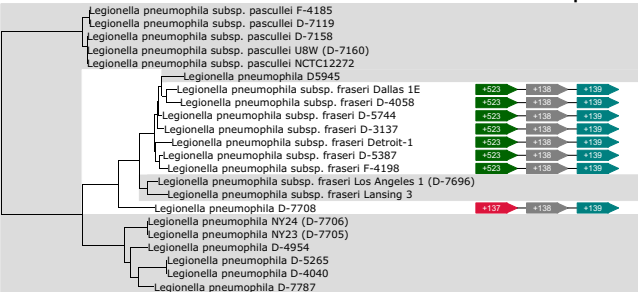 Legionella pneumophila subsp. pascullei F-4185
Legionella pneumophila subsp. pascullei D-7119
Legionella pneumophila subsp. pascullei D-7158
Legionella pneumophila subsp. pascullei U8W (D-7160)
Legionella pneumophila subsp. pascullei NCTC12272
Legionella pneumophila D5945
Legionella pneumophila subsp. fraseri Dallas 1E +523 +138 +139
Legionella pneumophila subsp. fraseri D-4058 +523 +138 +139
Legionella pneumophila subsp. fraseri D-5744 +523 +138 +139
Legionella pneumophila subsp. fraseri D-3137 +523 +138 +139
Legionella pneumophila subsp. fraseri Detroit-1 +523 +138 +139
Legionella pneumophila subsp. fraseri D-5387 +523 +138 +139
Legionella pneumophila subsp. fraseri F-4198 +523 +138 +139
Legionella pneumophila subsp. fraseri Los Angeles 1 (D-7696)
Legionella pneumophila subsp. fraseri Lansing 3
Legionella pneumophila D-7708 +137 +138 +139
Legionella pneumophila NY24 (D-7706)
Legionella pneumophila NY23 (D-7705)
Legionella pneumophila D-4954
Legionella pneumophila D-5265
Legionella pneumophila D-4040
Legionella pneumophila D-7787